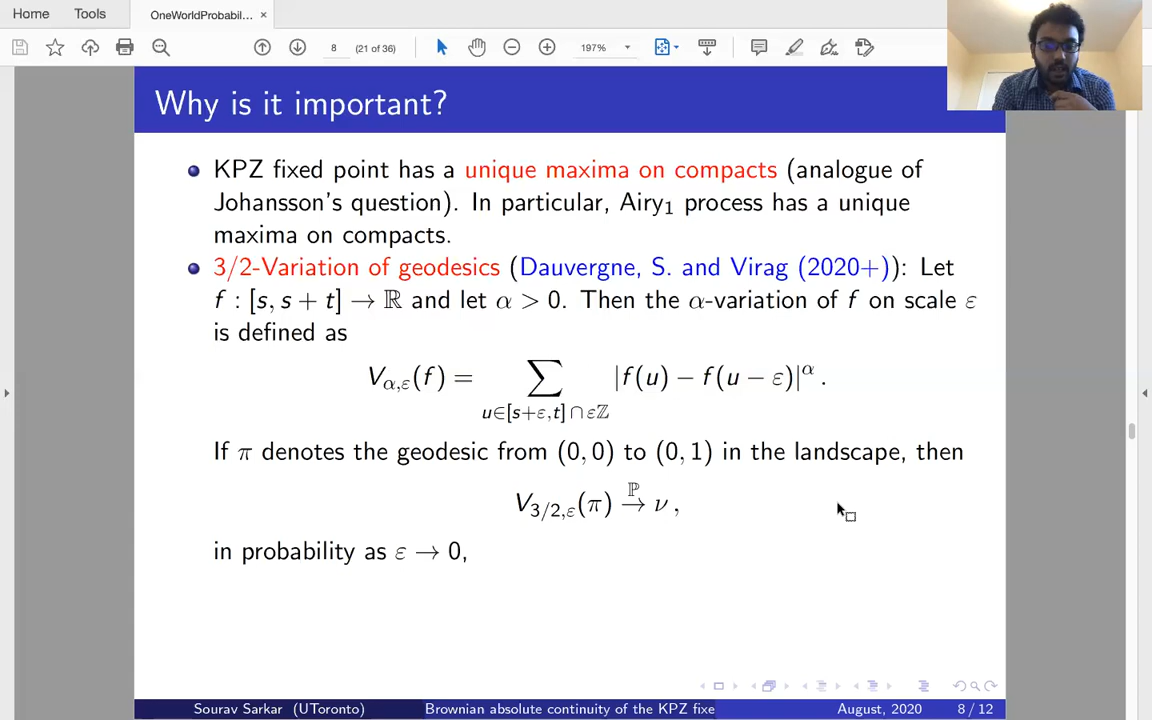 Home Tools OneWorldProbabil... ×
8 (21 of 36) 197%
Why is it important?
KPZ fixed point has a unique maxima on compacts (analogue of
Johansson's question). In particular, Airy₁ process has a unique
maxima on compacts.
3/2-Variation of geodesics (Dauvergne, S. and Virag (2020+)): Let
f : [s, s + t] → ℝ and let α > 0. Then the α-variation of f on scale ε
is defined as
V_{α,ε}(f) = ∑_{u∈[s+ε,t]∩εℤ} |f(u) − f(u − ε)|^α .
If π denotes the geodesic from (0, 0) to (0, 1) in the landscape, then
V_{3/2,ε}(π) →^ℙ ν ,
in probability as ε → 0,
Sourav Sarkar (UToronto) Brownian absolute continuity of the KPZ fixe August, 2020 8 / 12